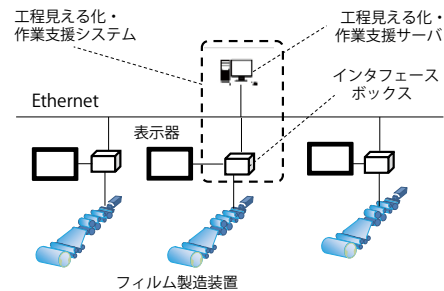 工程見える化・
作業支援システム
工程見える化・
作業支援サーバ
インタフェース
ボックス
Ethernet
表示器
フィルム製造装置